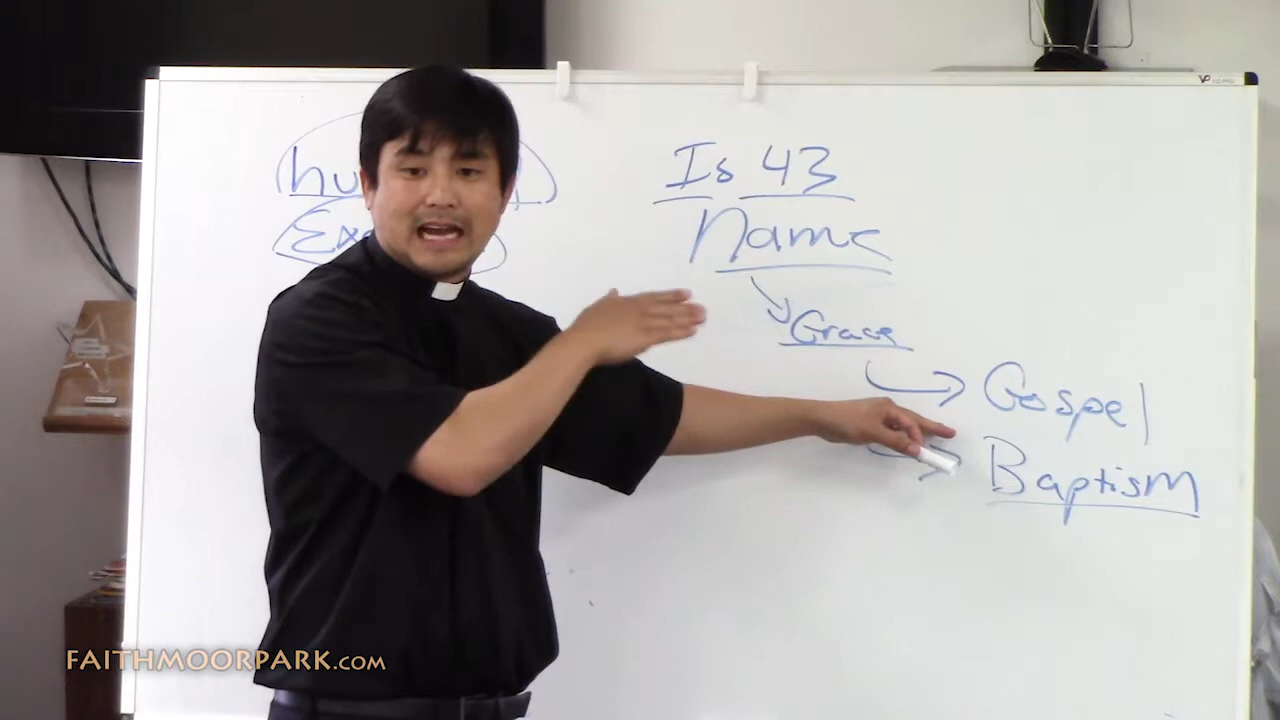 Is 43
Name
Grace
Gospel
Baptism
FAITHMOORPARK.COM